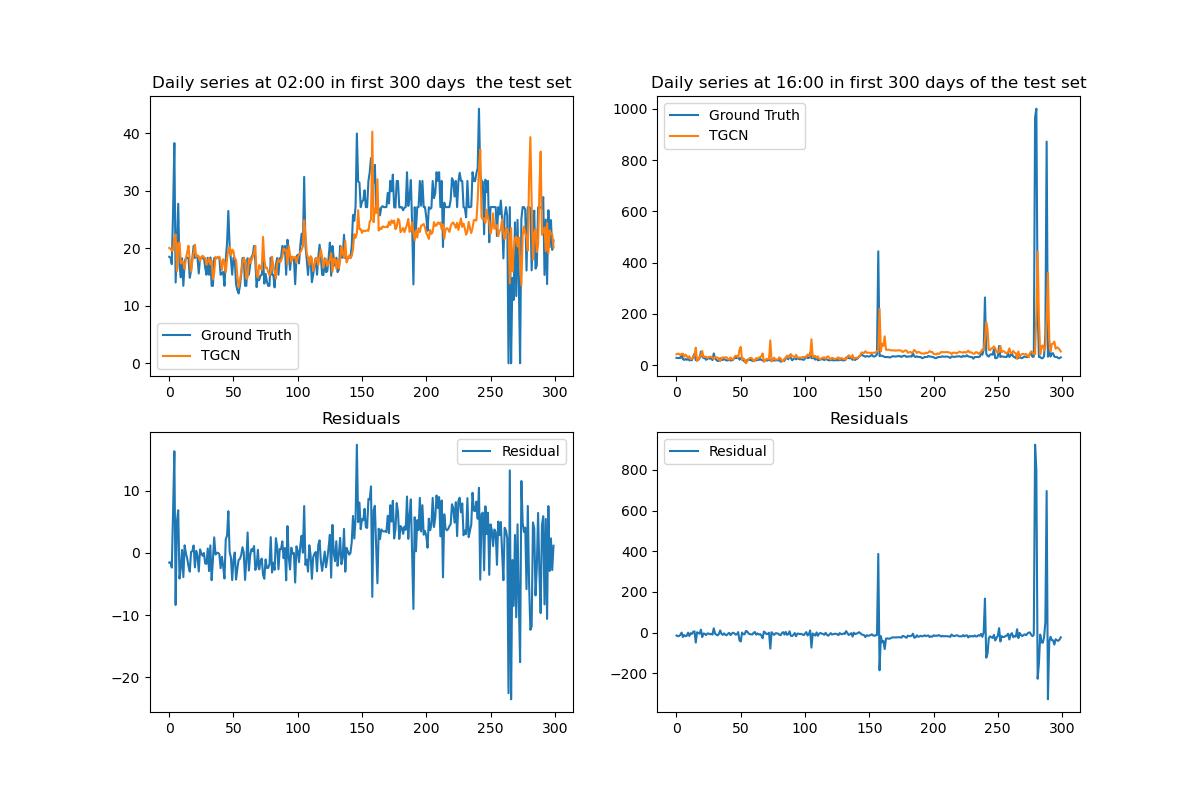 Daily series at 02:00 in first 300 days  the test set
40
30
20
10
0
Ground Truth
TGCN
0 50 100 150 200 250 300
Daily series at 16:00 in first 300 days of the test set
Ground Truth
TGCN
1000
800
600
400
200
0
0 50 100 150 200 250 300
Residuals
Residual
10
0
−10
−20
0 50 100 150 200 250 300
Residuals
Residual
800
600
400
200
0
−200
0 50 100 150 200 250 300